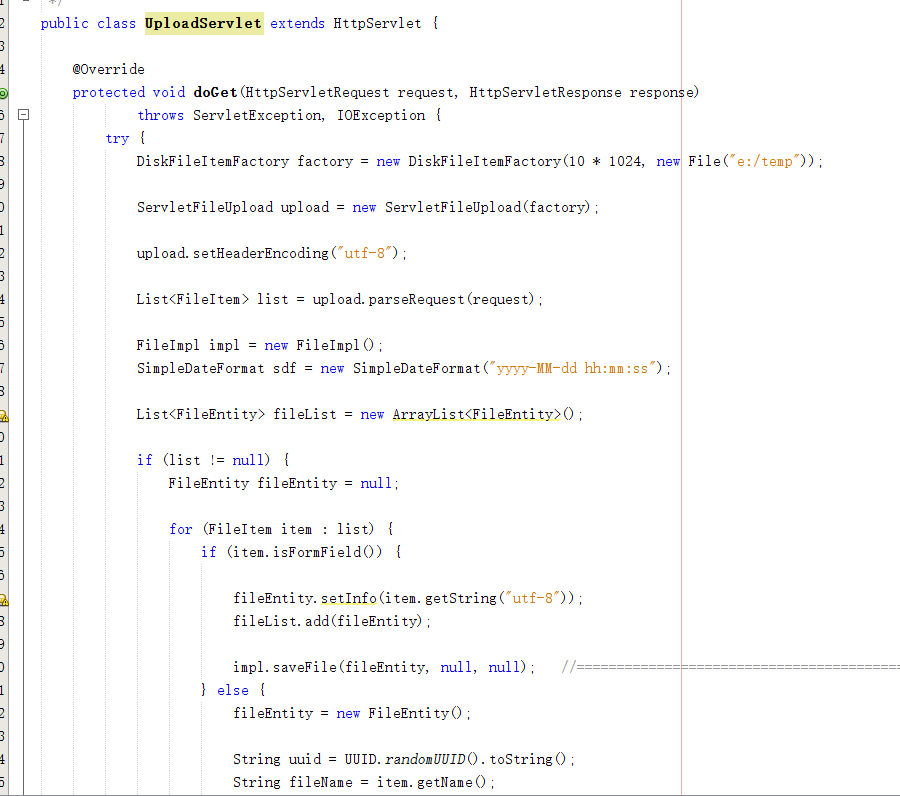 */
public class UploadServlet extends HttpServlet {
@Override
protected void doGet(HttpServletRequest request, HttpServletResponse response)
throws ServletException, IOException {
try {
DiskFileItemFactory factory = new DiskFileItemFactory(10 * 1024, new File("e:/temp"));
ServletFileUpload upload = new ServletFileUpload(factory);
upload.setHeaderEncoding("utf-8");
List<FileItem> list = upload.parseRequest(request);
FileImpl impl = new FileImpl();
SimpleDateFormat sdf = new SimpleDateFormat("yyyy-MM-dd hh:mm:ss");
List<FileEntity> fileList = new ArrayList<FileEntity>();
if (list != null) {
FileEntity fileEntity = null;
for (FileItem item : list) {
if (item.isFormField()) {
fileEntity.setInfo(item.getString("utf-8"));
fileList.add(fileEntity);
impl.saveFile(fileEntity, null, null); //=========================================
} else {
fileEntity = new FileEntity();
String uuid = UUID.randomUUID().toString();
String fileName = item.getName();